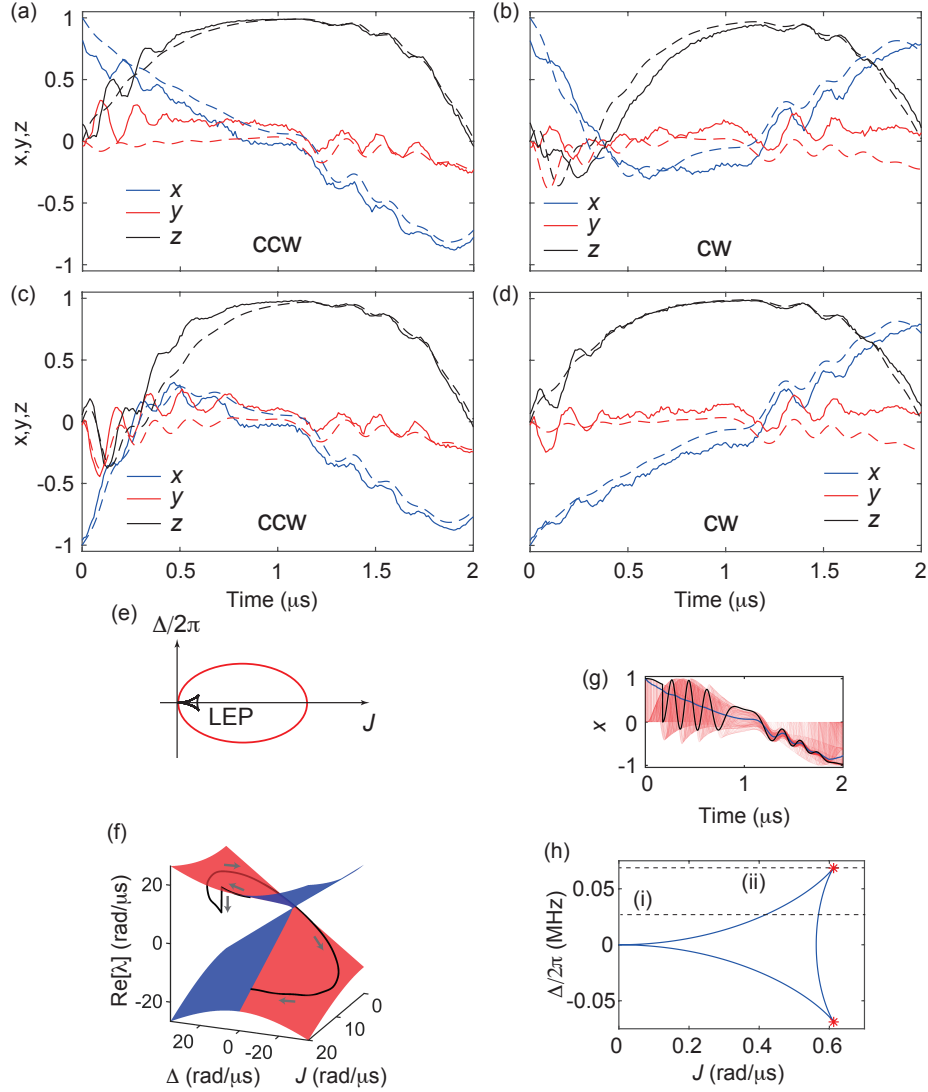 (a)
1
0.5
0
-0.5
-1
x,y,z
x
y
z
CCW
(b)
x
y
z
CW
(c)
1
0.5
0
-0.5
-1
x,y,z
x
y
z
CCW
0 0.5 1 1.5 2
Time (μs)
(d)
x
y
z
CW
0 0.5 1 1.5 2
Time (μs)
(e)
Δ/2π
LEP
J
(g)
1
0
-1
x
0 1 2
Time (μs)
(f)
20
0
-20
Re[λ] (rad/μs)
20 0 -20
Δ (rad/μs)
0
10
20
J (rad/μs)
(h)
0.05
0
-0.05
Δ/2π (MHz)
(i)
(ii)
0 0.2 0.4 0.6
J (rad/μs)